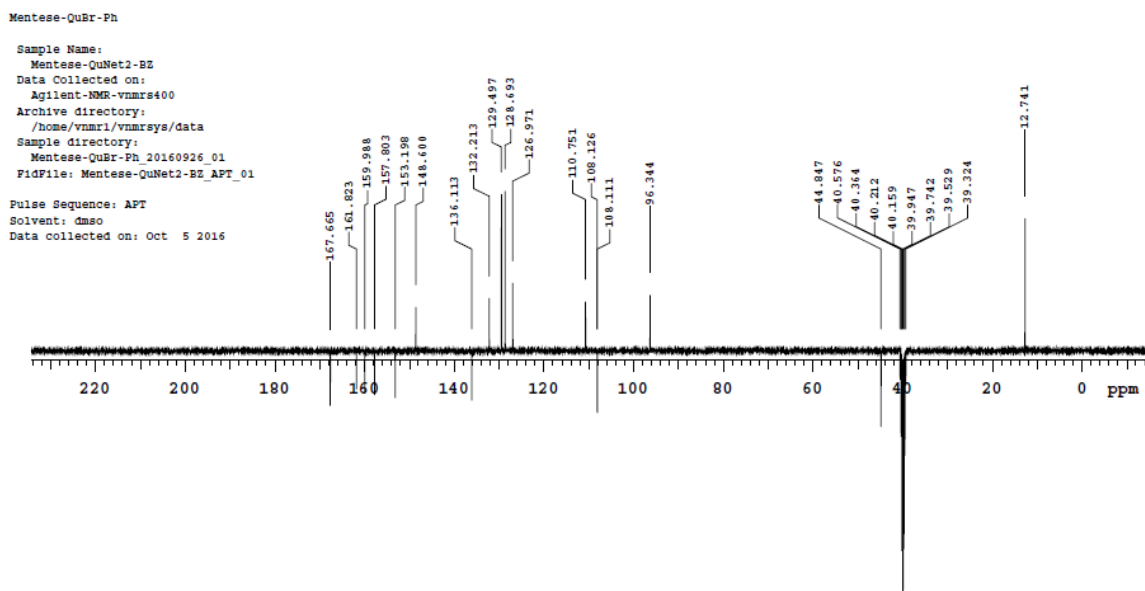 Mentese-QuBr-Ph
Sample Name:
Mentese-QuNet2-BZ
Data Collected on:
Agilent-NMR-vnmrs400
Archive directory:
/home/vnmr1/vnmrsys/data
Sample directory:
Mentese-QuBr-Ph_20160926_01
FidFile: Mentese-QuNet2-BZ_APT_01
Pulse Sequence: APT
Solvent: dmso
Data collected on: Oct 5 2016
167.665
161.823
159.988
157.803
153.198
148.600
136.113
132.213
129.497
128.693
126.971
110.751
108.126
108.111
96.344
44.847
40.576
40.364
40.212
40.159
39.947
39.742
39.529
39.324
12.741
220 200 180 160 140 120 100 80 60 40 20 0 ppm